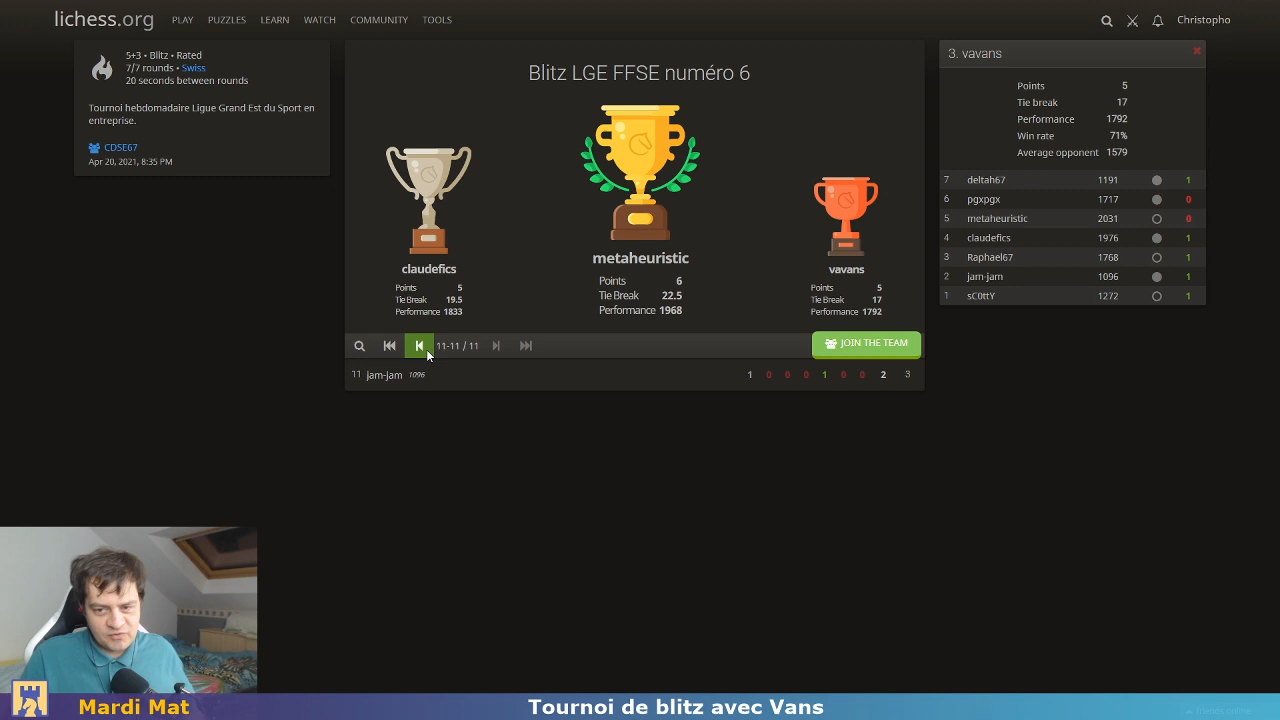 lichess.org PLAY PUZZLES LEARN WATCH COMMUNITY TOOLS Christopho
5+3 • Blitz • Rated
7/7 rounds • Swiss
20 seconds between rounds
Tournoi hebdomadaire Ligue Grand Est du Sport en
entreprise.
CDSE67
Apr 20, 2021, 8:35 PM
Blitz LGE FFSE numéro 6
claudefics
Points 5
Tie Break 19.5
Performance 1833
metaheuristic
Points 6
Tie Break 22.5
Performance 1968
vavans
Points 5
Tie Break 17
Performance 1792
11-11 / 11
JOIN THE TEAM
11 jam-jam 1096 1 0 0 0 1 0 0 2 3
3. vavans
Points 5
Tie break 17
Performance 1792
Win rate 71%
Average opponent 1579
7 deltah67 1191 1
6 pgxpgx 1717 0
5 metaheuristic 2031 0
4 claudefics 1976 1
3 Raphael67 1768 1
2 jam-jam 1096 1
1 sC0ttY 1272 1
Mardi Mat
Tournoi de blitz avec Vans
friends online